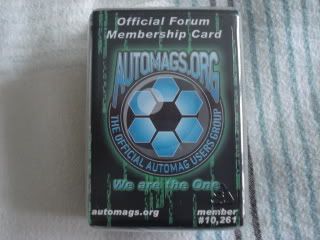 Official Forum
Membership Card
AUTOMAGS.ORG
THE OFFICIAL AUTOMAG USERS GROUP
We are the One
automags.org
member
#10,261